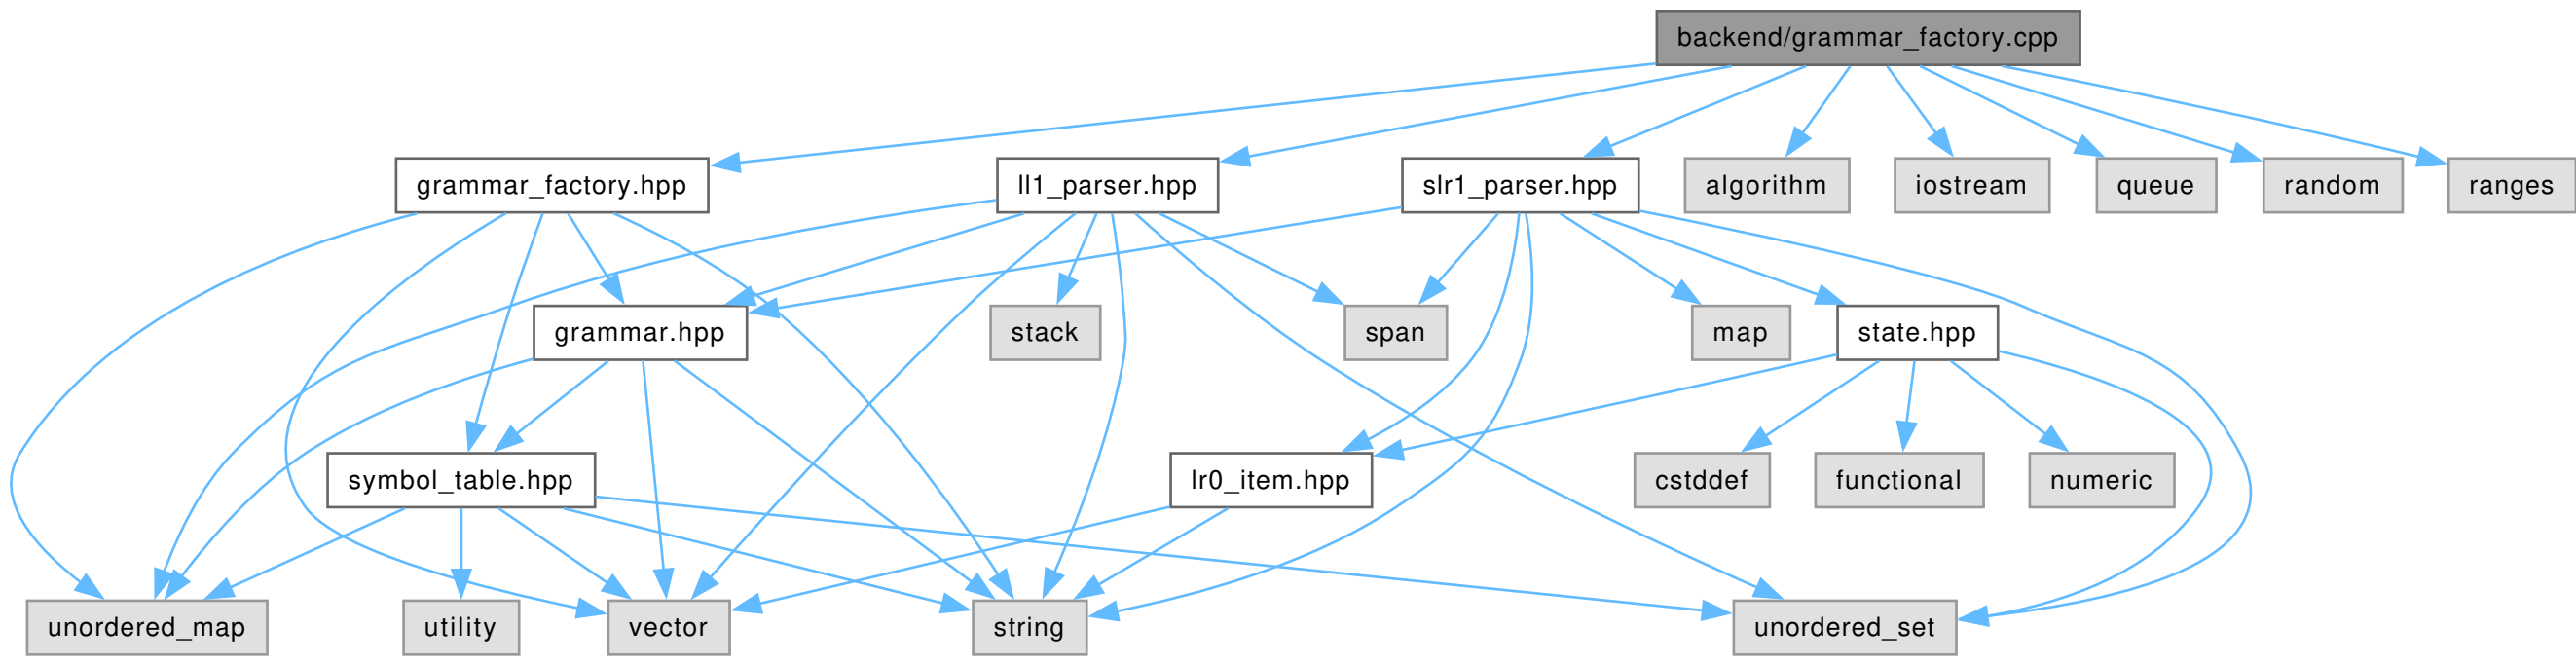 backend/grammar_factory.cpp
grammar_factory.hpp
ll1_parser.hpp
slr1_parser.hpp
algorithm
iostream
queue
random
ranges
grammar.hpp
stack
span
map
state.hpp
symbol_table.hpp
lr0_item.hpp
cstddef
functional
numeric
unordered_map
utility
vector
string
unordered_set